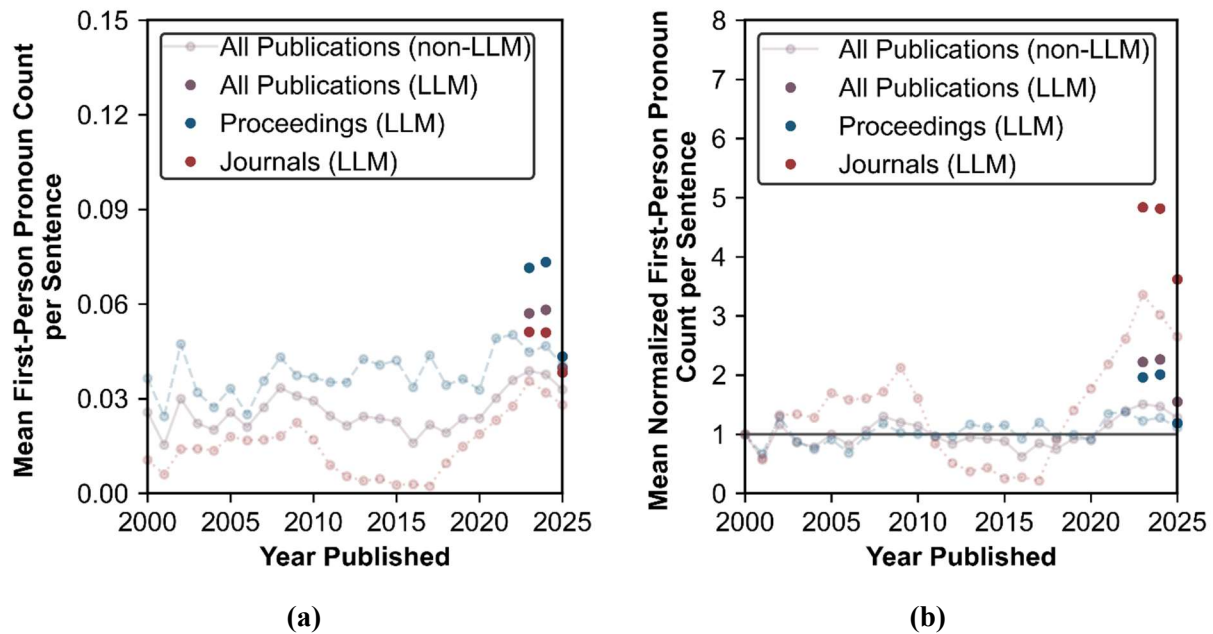 Mean First-Person Pronoun Count
per Sentence
0.15
0.12
0.09
0.06
0.03
0.00
All Publications (non-LLM)
All Publications (LLM)
Proceedings (LLM)
Journals (LLM)
2000 2005 2010 2015 2020 2025
Year Published
(a)
Mean Normalized First-Person Pronoun
Count per Sentence
8
7
6
5
4
3
2
1
0
All Publications (non-LLM)
All Publications (LLM)
Proceedings (LLM)
Journals (LLM)
2000 2005 2010 2015 2020 2025
Year Published
(b)